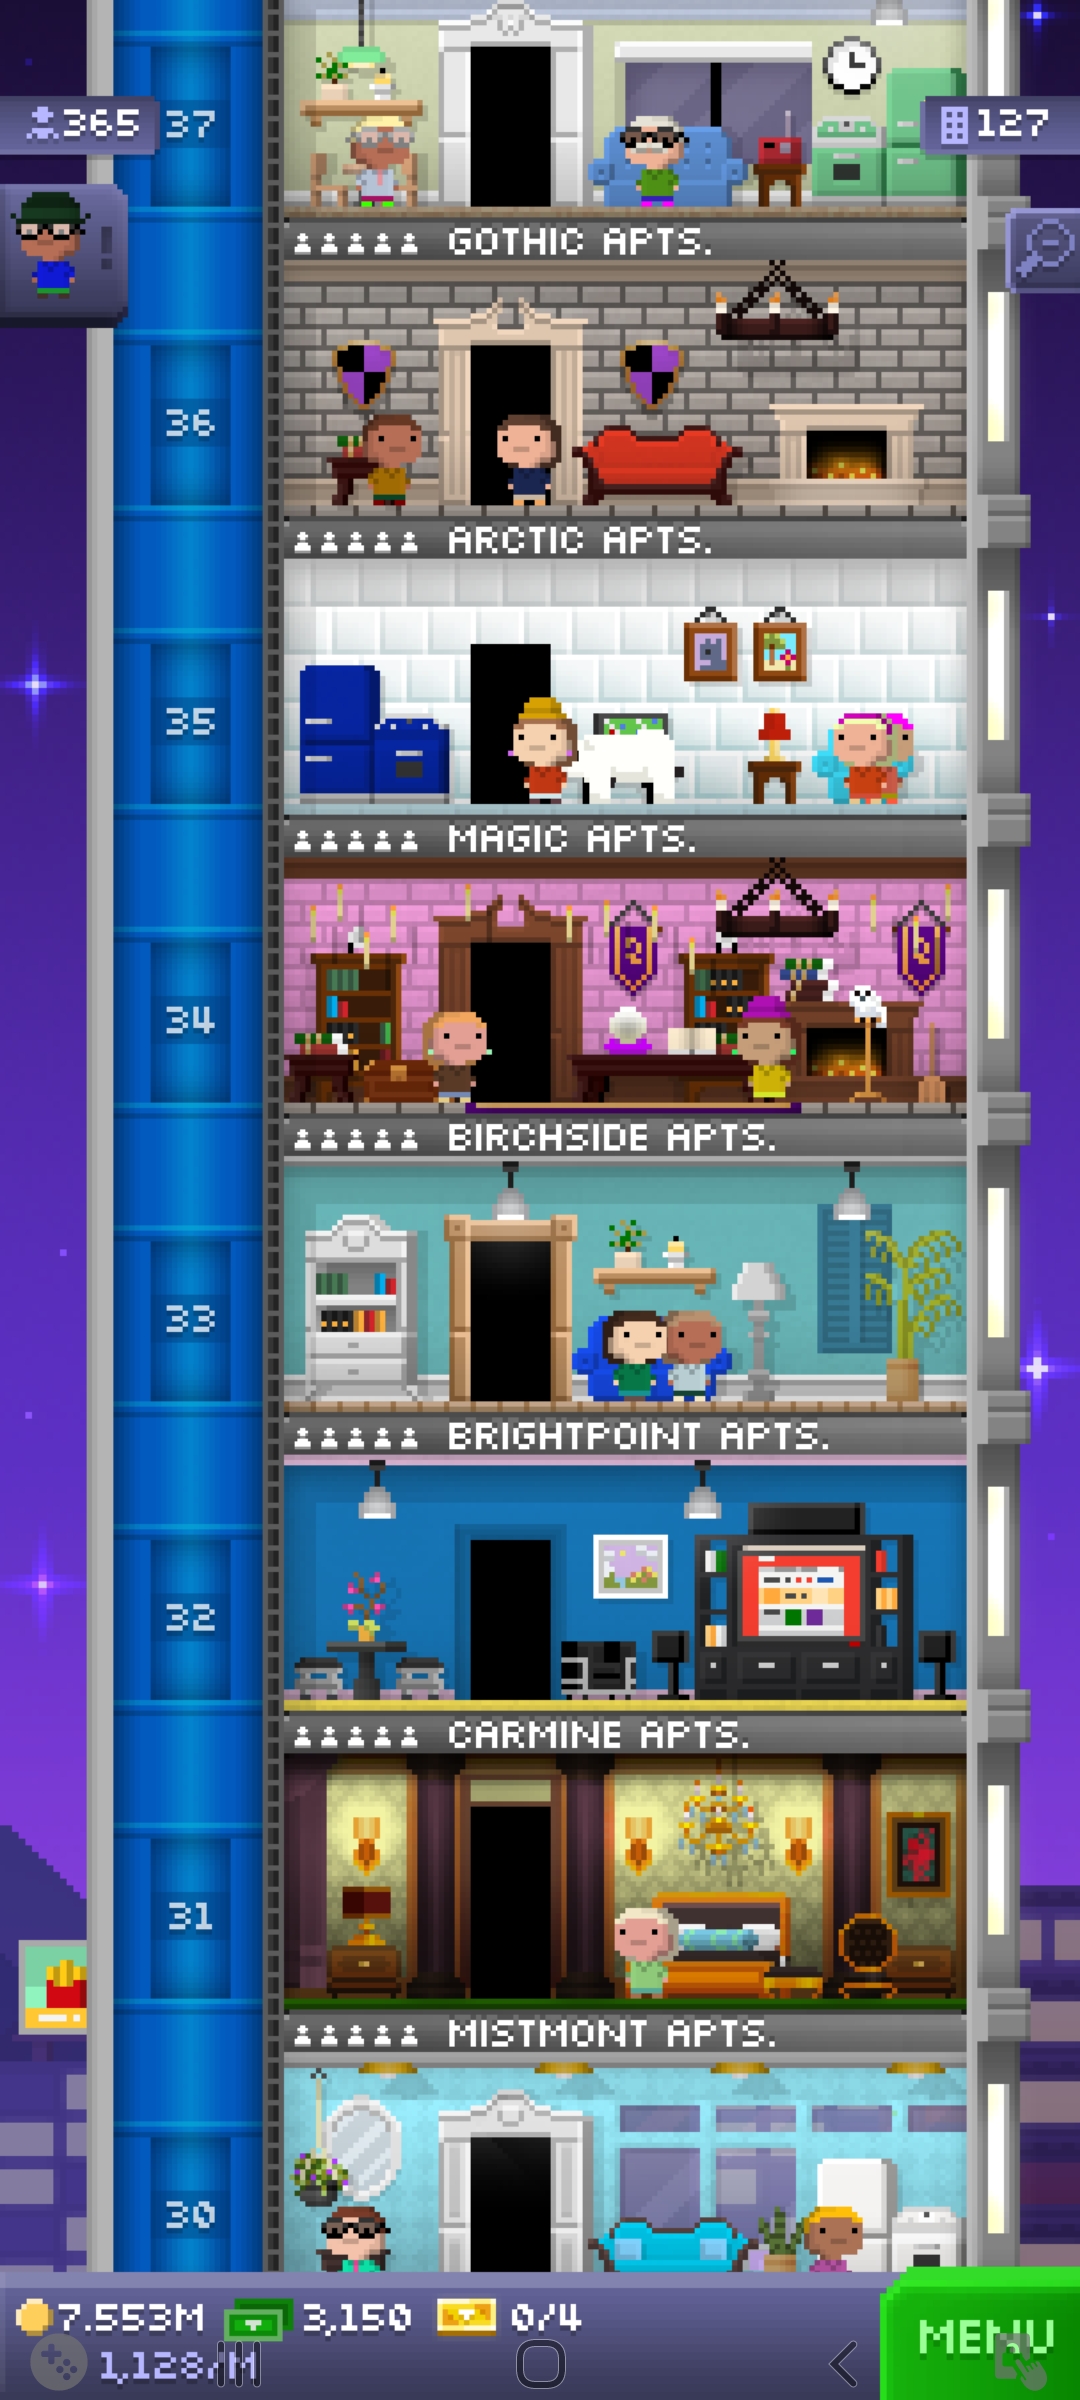 365
37
127
GOTHIC APTS.
36
ARCTIC APTS.
35
MAGIC APTS.
34
BIRCHSIDE APTS.
33
BRIGHTPOINT APTS.
32
CARMINE APTS.
31
MISTMONT APTS.
30
7.553M 3,150 0/4
MENU
1,128/M